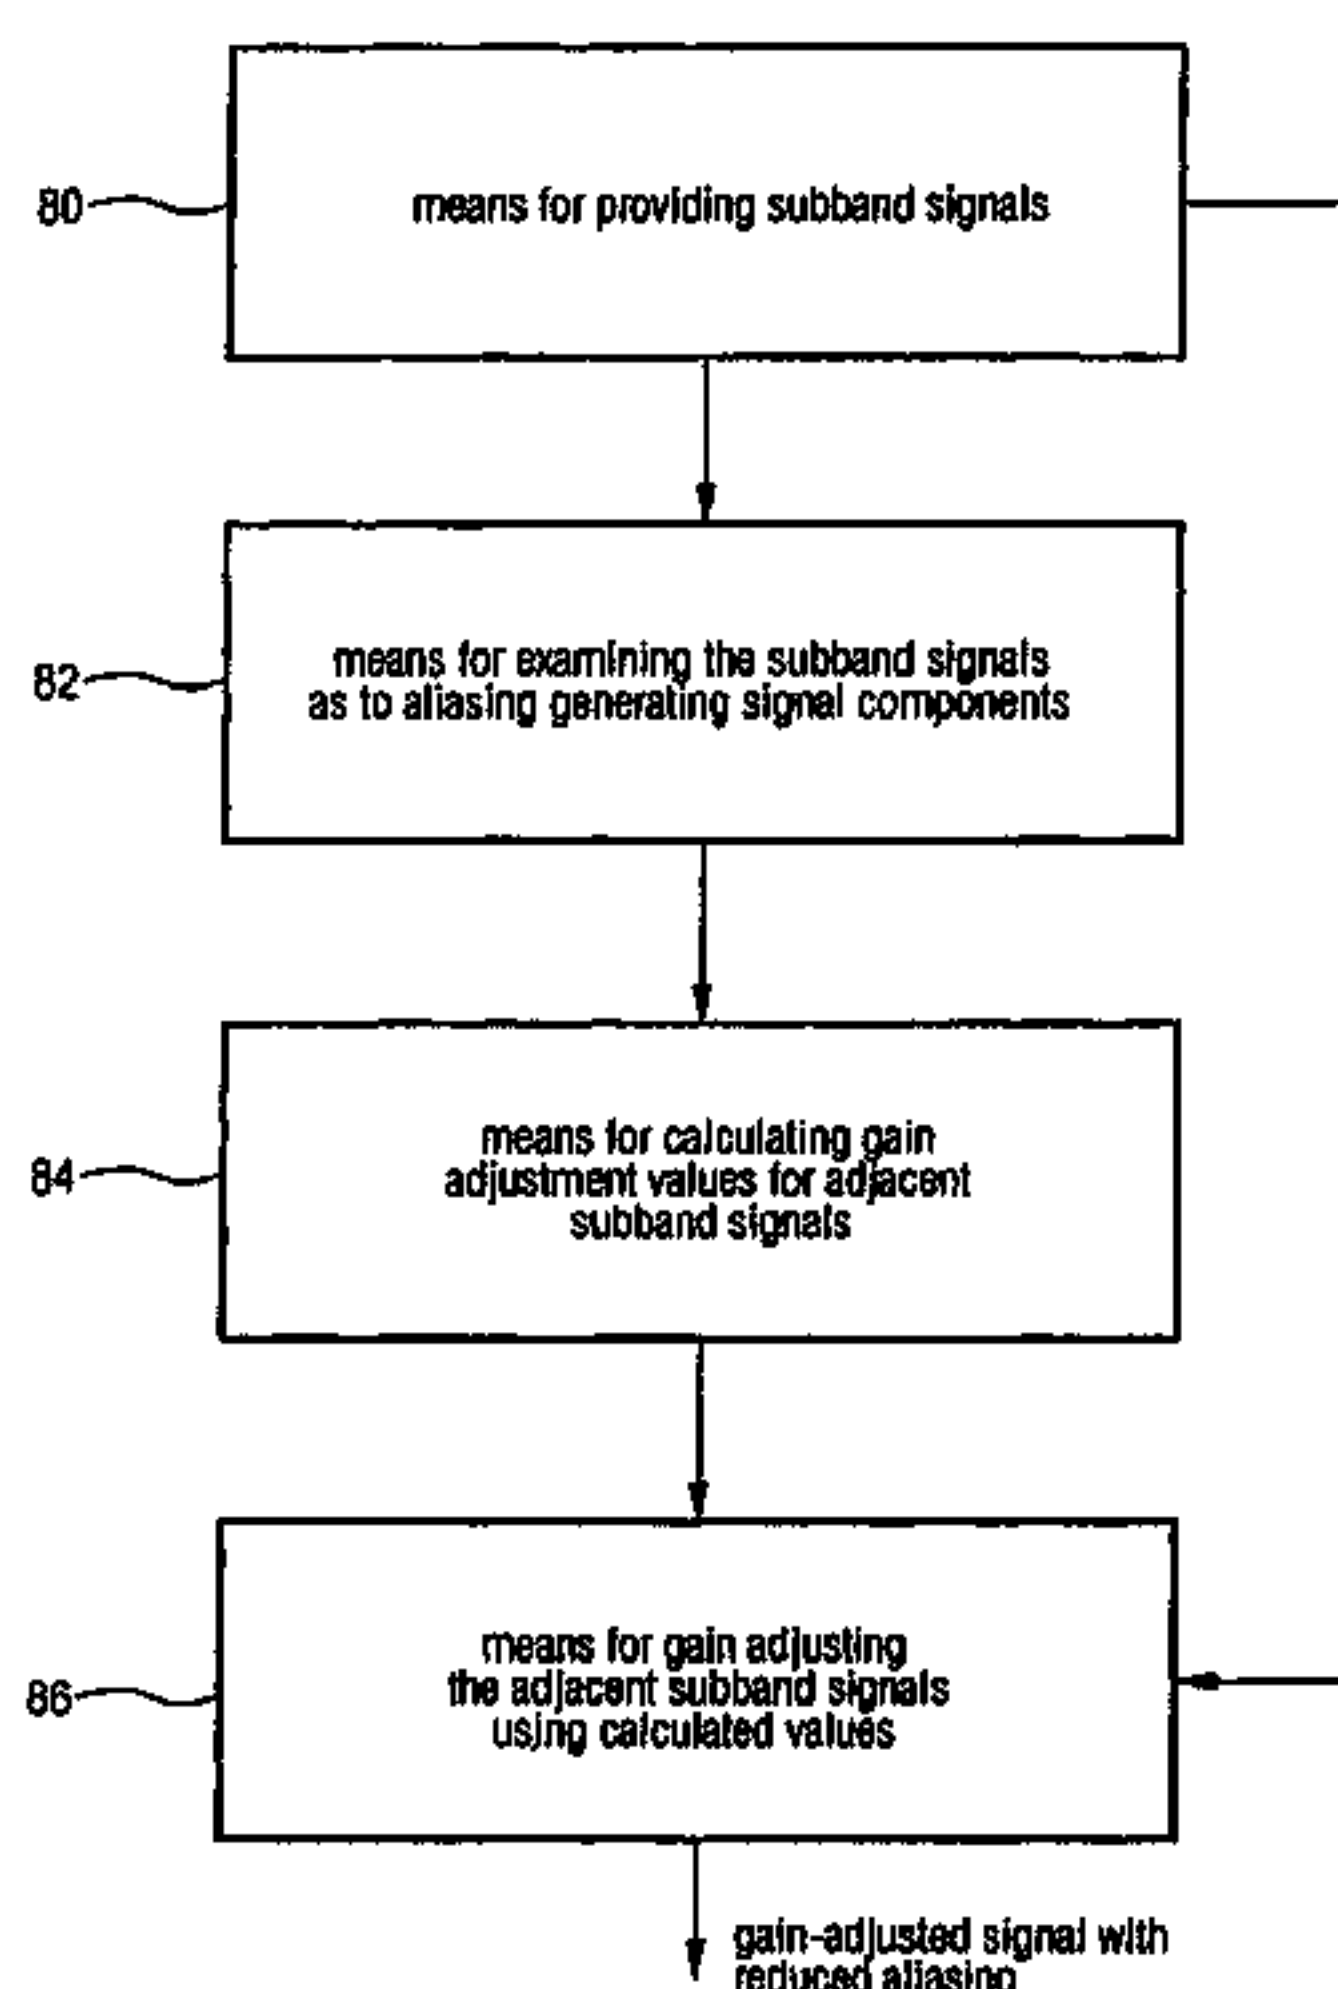 80
means for providing subband signals
82
means for examining the subband signals
as to aliasing generating signal components
84
means for calculating gain
adjustment values for adjacent
subband signals
86
means for gain adjusting
the adjacent subband signals
using calculated values
gain-adjusted signal with
reduced aliasing